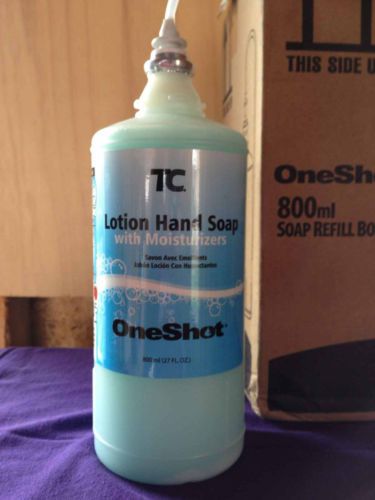 TC
Lotion Hand Soap
with Moisturizers
Savon Avec Emollients
Jabón Loción Con Humectantes
OneShot
800 ml (27 FL.OZ.)
THIS SIDE U
OneSho
800ml
SOAP REFILL BO